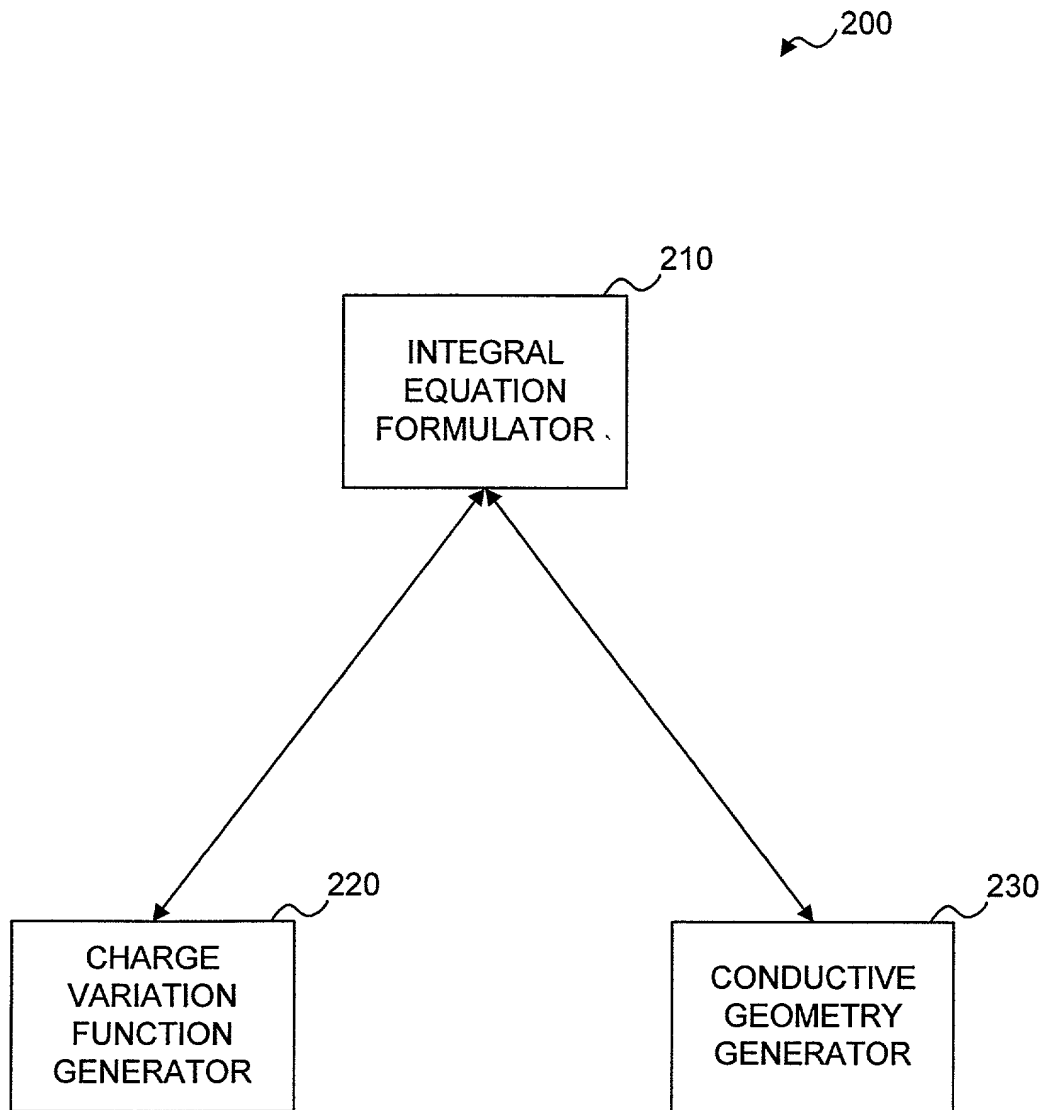 200
210
INTEGRAL
EQUATION
FORMULATOR
220
CHARGE
VARIATION
FUNCTION
GENERATOR
230
CONDUCTIVE
GEOMETRY
GENERATOR